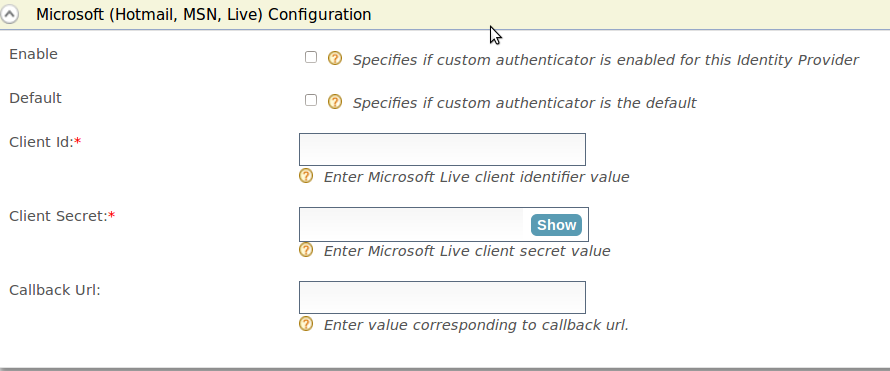 Microsoft (Hotmail, MSN, Live) Configuration
Enable
? Specifies if custom authenticator is enabled for this Identity Provider
Default
? Specifies if custom authenticator is the default
Client Id:*
? Enter Microsoft Live client identifier value
Client Secret:*
Show
? Enter Microsoft Live client secret value
Callback Url:
? Enter value corresponding to callback url.